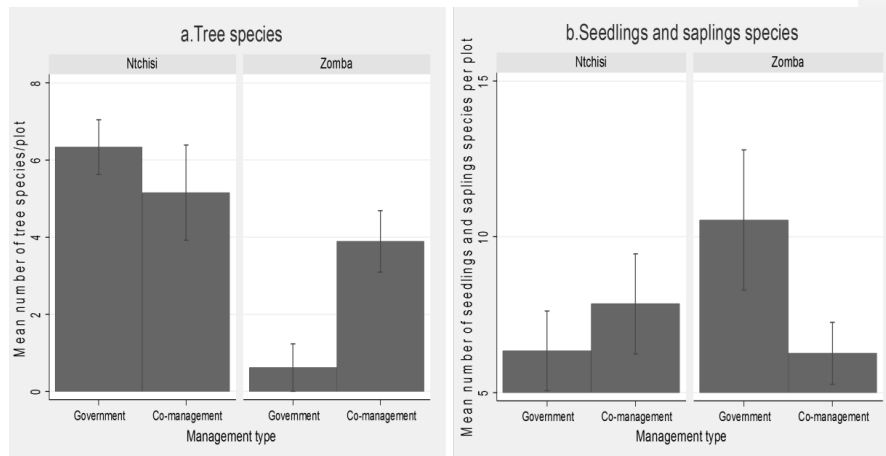 a.Tree species
Ntchisi
Zomba
Mean number of tree species/plot
8
6
4
2
0
Government
Co-management
Government
Co-management
Management type
b.Seedlings and saplings species
Ntchisi
Zomba
Mean number of seedlings and saplings species per plot
15
10
5
Government
Co-management
Government
Co-management
Management type